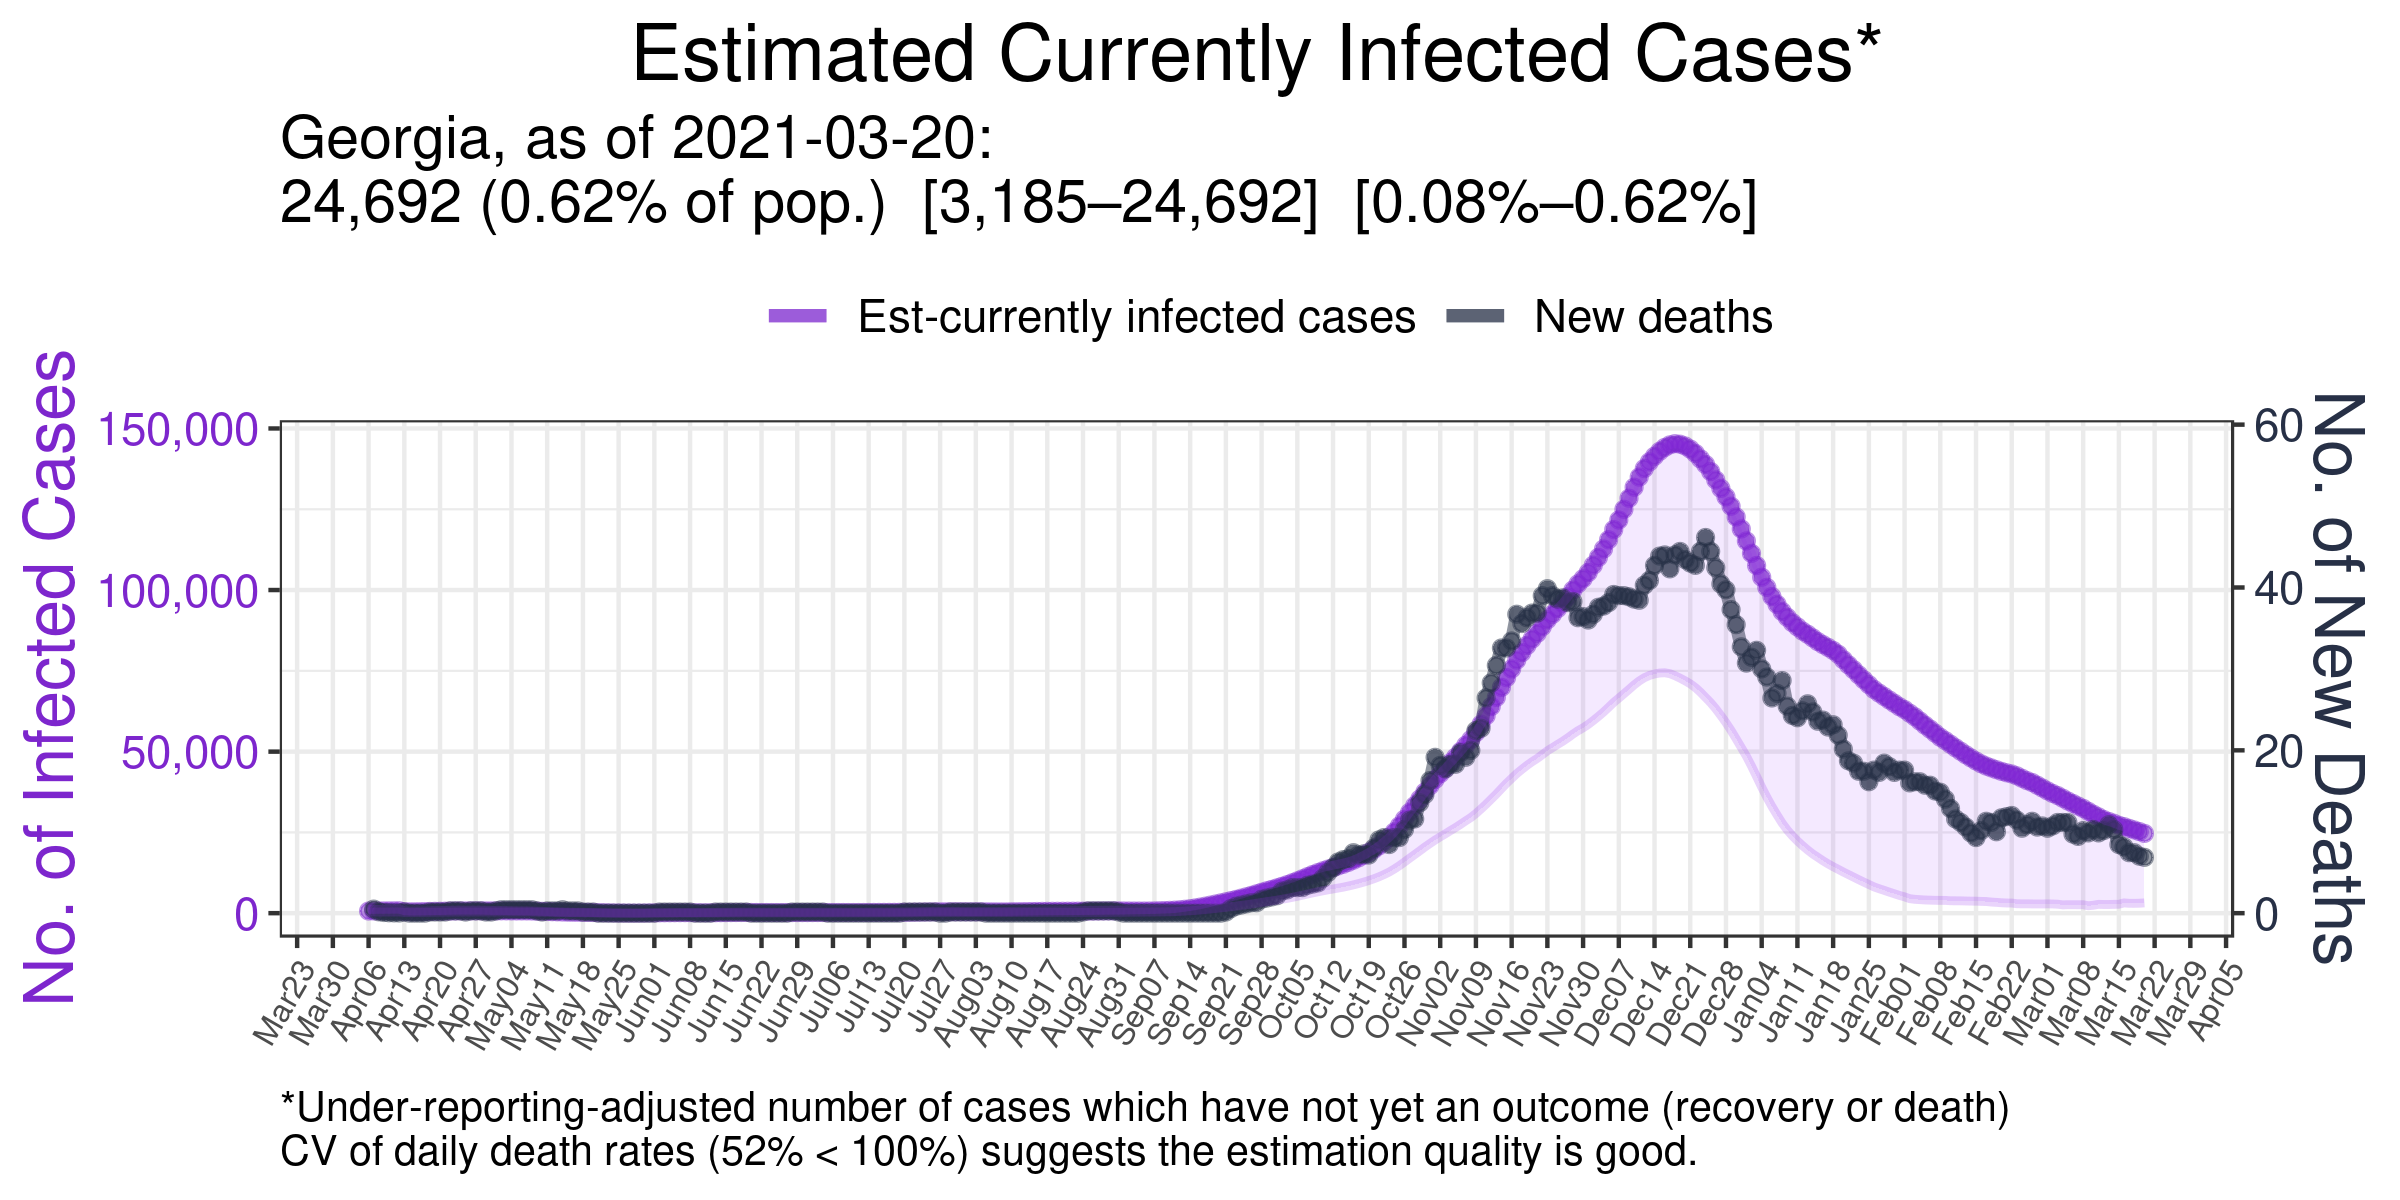 Estimated Currently Infected Cases*
Georgia, as of 2021-03-20:
24,692 (0.62% of pop.) [3,185–24,692] [0.08%–0.62%]
Est-currently infected cases New deaths
No. of Infected Cases
150,000
100,000
50,000
0
60
40
20
0
No. of New Deaths
Mar23 Mar30 Apr06 Apr13 Apr20 Apr27 May04 May11 May18 May25 Jun01 Jun08 Jun15 Jun22 Jun29 Jul06 Jul13 Jul20 Jul27 Aug03 Aug10 Aug17 Aug24 Aug31 Sep07 Sep14 Sep21 Sep28 Oct05 Oct12 Oct19 Oct26 Nov02 Nov09 Nov16 Nov23 Nov30 Dec07 Dec14 Dec21 Dec28 Jan04 Jan11 Jan18 Jan25 Feb01 Feb08 Feb15 Feb22 Mar01 Mar08 Mar15 Mar22 Mar29 Apr05
*Under-reporting-adjusted number of cases which have not yet an outcome (recovery or death)
CV of daily death rates (52% < 100%) suggests the estimation quality is good.